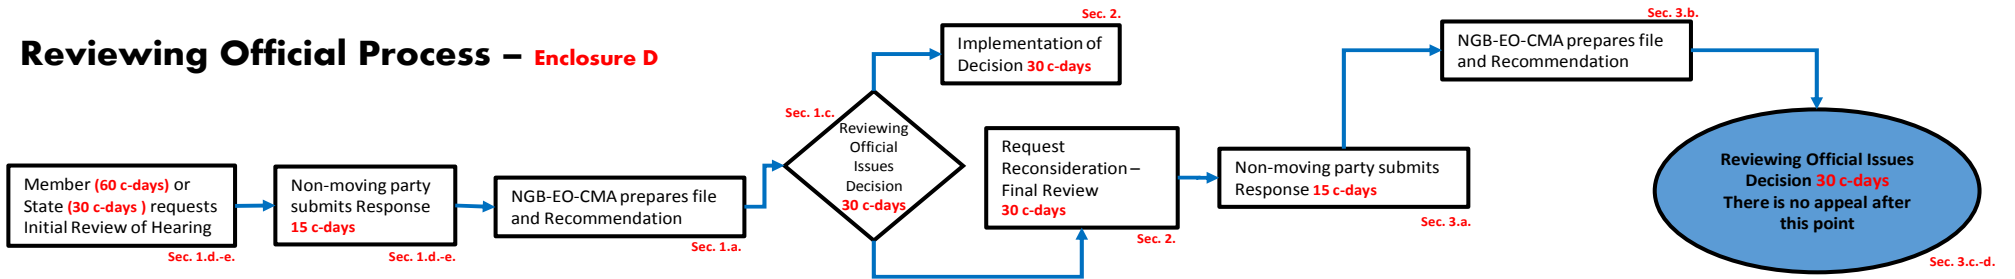 Reviewing Official Process – Enclosure D
Member (60 c-days) or
State (30 c-days ) requests
Initial Review of Hearing
Sec. 1.d.-e.
Non-moving party
submits Response
15 c-days
Sec. 1.d.-e.
NGB-EO-CMA prepares file
and Recommendation
Sec. 1.a.
Sec. 1.c.
Reviewing
Official
Issues
Decision
30 c-days
Sec. 2.
Implementation of
Decision 30 c-days
Request
Reconsideration –
Final Review
30 c-days
Sec. 2.
Non-moving party submits
Response 15 c-days
Sec. 3.a.
Sec. 3.b.
NGB-EO-CMA prepares file
and Recommendation
Reviewing Official Issues
Decision 30 c-days
There is no appeal after
this point
Sec. 3.c.-d.